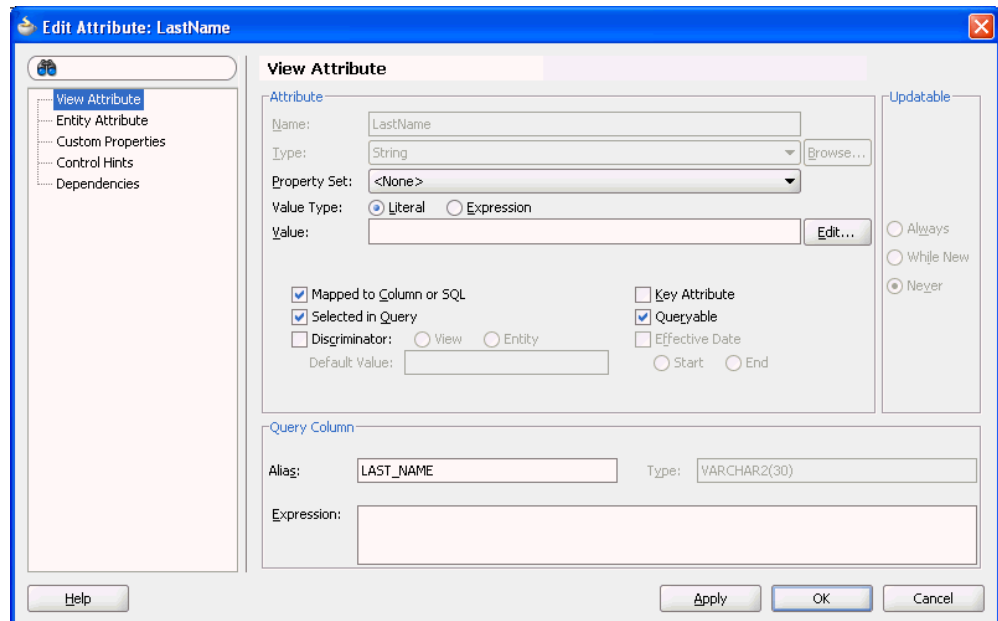 Edit Attribute: LastName
View Attribute
Entity Attribute
Custom Properties
Control Hints
Dependencies
View Attribute
Attribute
Name: LastName
Type: String Browse...
Property Set: <None>
Value Type: Literal Expression
Value: Edit...
Mapped to Column or SQL Key Attribute
Selected in Query Queryable
Discriminator: View Entity Effective Date
Default Value: Start End
Updatable
Always
While New
Never
Query Column
Alias: LAST_NAME Type: VARCHAR2(30)
Expression:
Help Apply OK Cancel